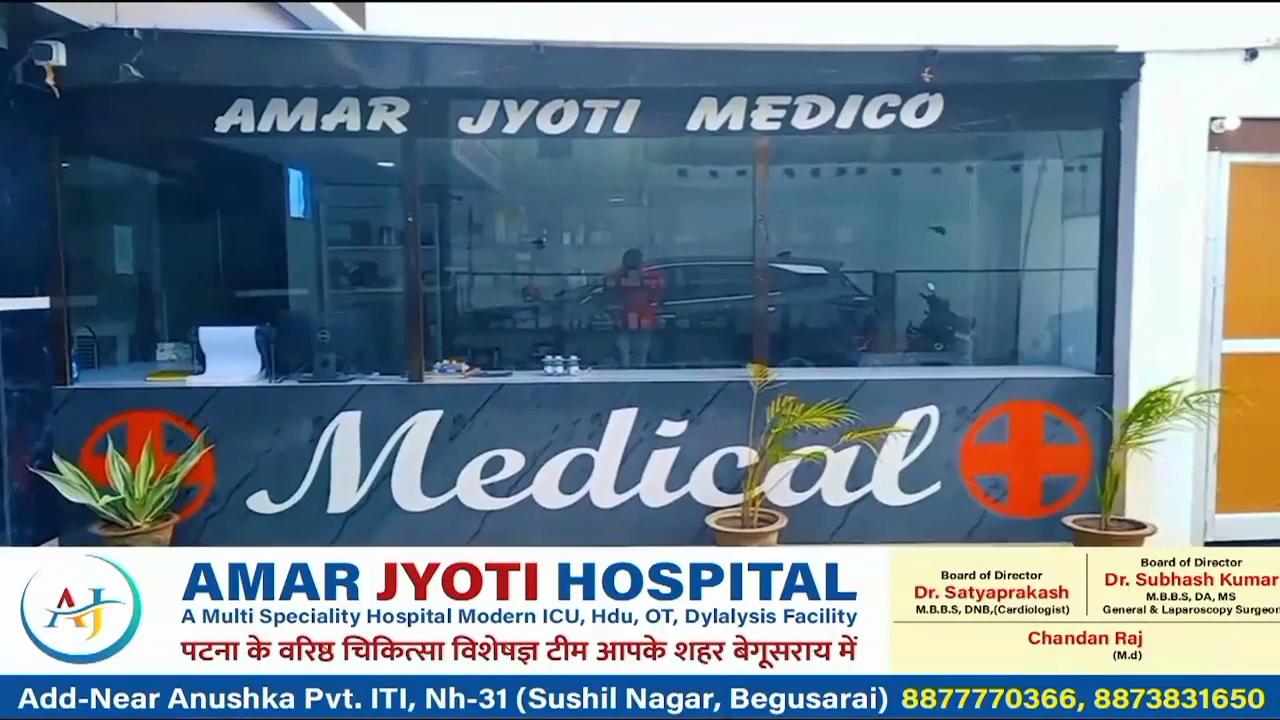 AMAR JYOTI MEDICO
Medical
AJ
AMAR JYOTI HOSPITAL
A Multi Speciality Hospital Modern ICU, Hdu, OT, Dylalysis Facility
पटना के वरिष्ठ चिकित्सा विशेषज्ञ टीम आपके शहर बेगूसराय में
Board of Director
Dr. Satyaprakash
M.B.B.S, DNB,(Cardiologist)
Board of Director
Dr. Subhash Kumar
M.B.B.S, DA, MS
General & Laparoscopy Surgeon
Chandan Raj
(M.d)
Add-Near Anushka Pvt. ITI, Nh-31 (Sushil Nagar, Begusarai) 8877770366, 8873831650